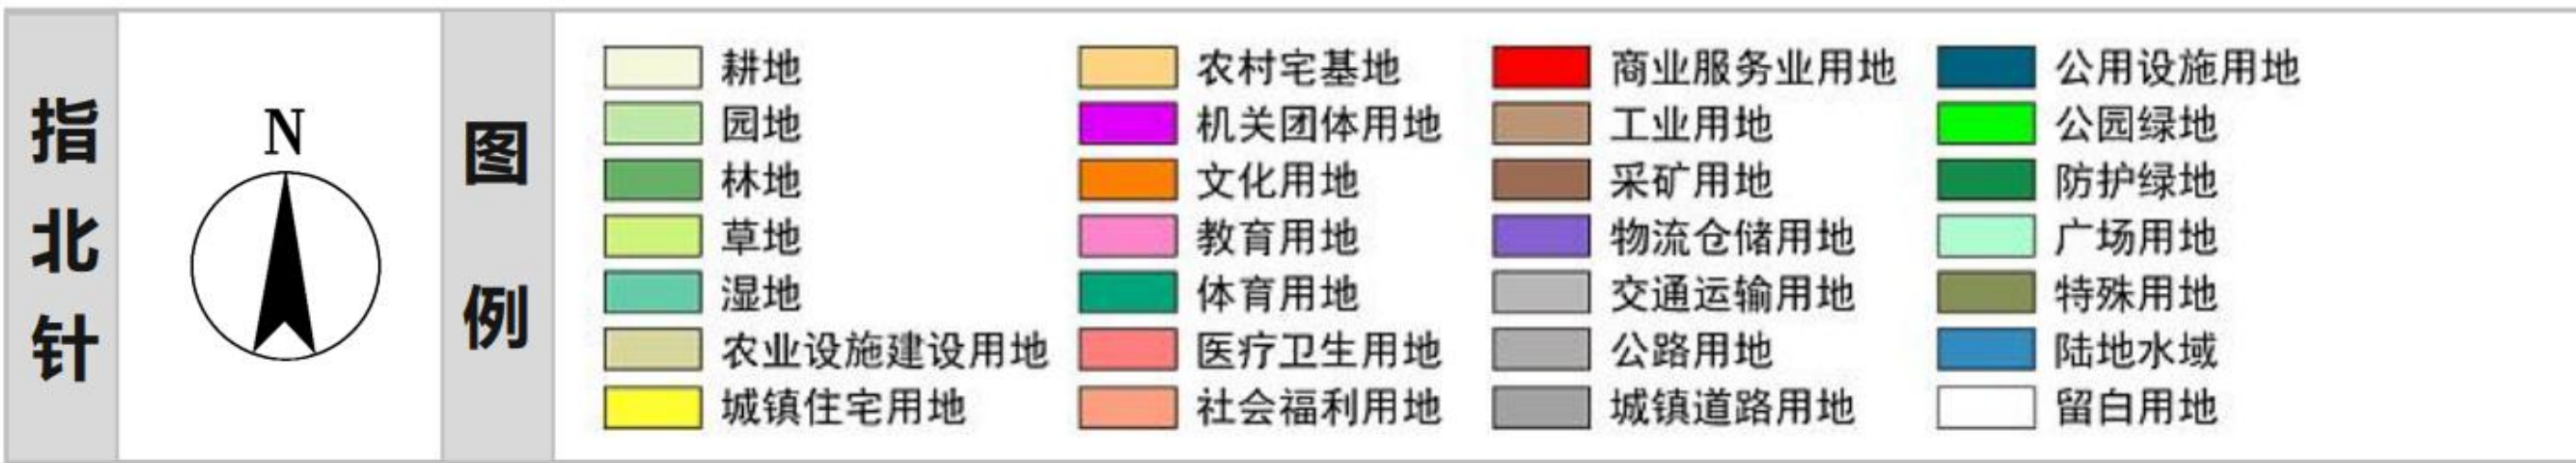 指北针
N
图例
耕地
园地
林地
草地
湿地
农业设施建设用地
城镇住宅用地
农村宅基地
机关团体用地
文化用地
教育用地
体育用地
医疗卫生用地
社会福利用地
商业服务业用地
工业用地
采矿用地
物流仓储用地
交通运输用地
公路用地
城镇道路用地
公用设施用地
公园绿地
防护绿地
广场用地
特殊用地
陆地水域
留白用地